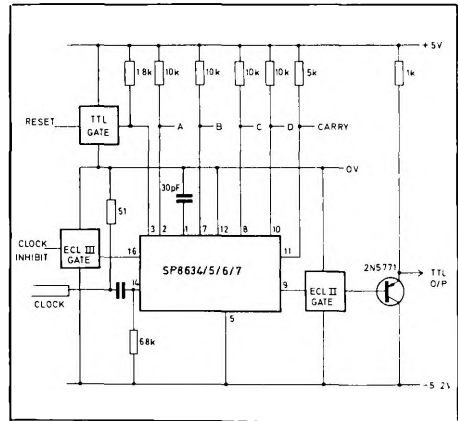 +5V
1.8k
10k
10k
10k
10k
5k
1k
TTL
GATE
RESET
A
B
C
D
CARRY
0V
30pF
51
3
2
1
7
12
8
10
ECL III
GATE
CLOCK
INHIBIT
16
11
SP8634/5/6/7
14
9
ECL II
GATE
2N5771
TTL
O/P
CLOCK
68k
5
-5.2V